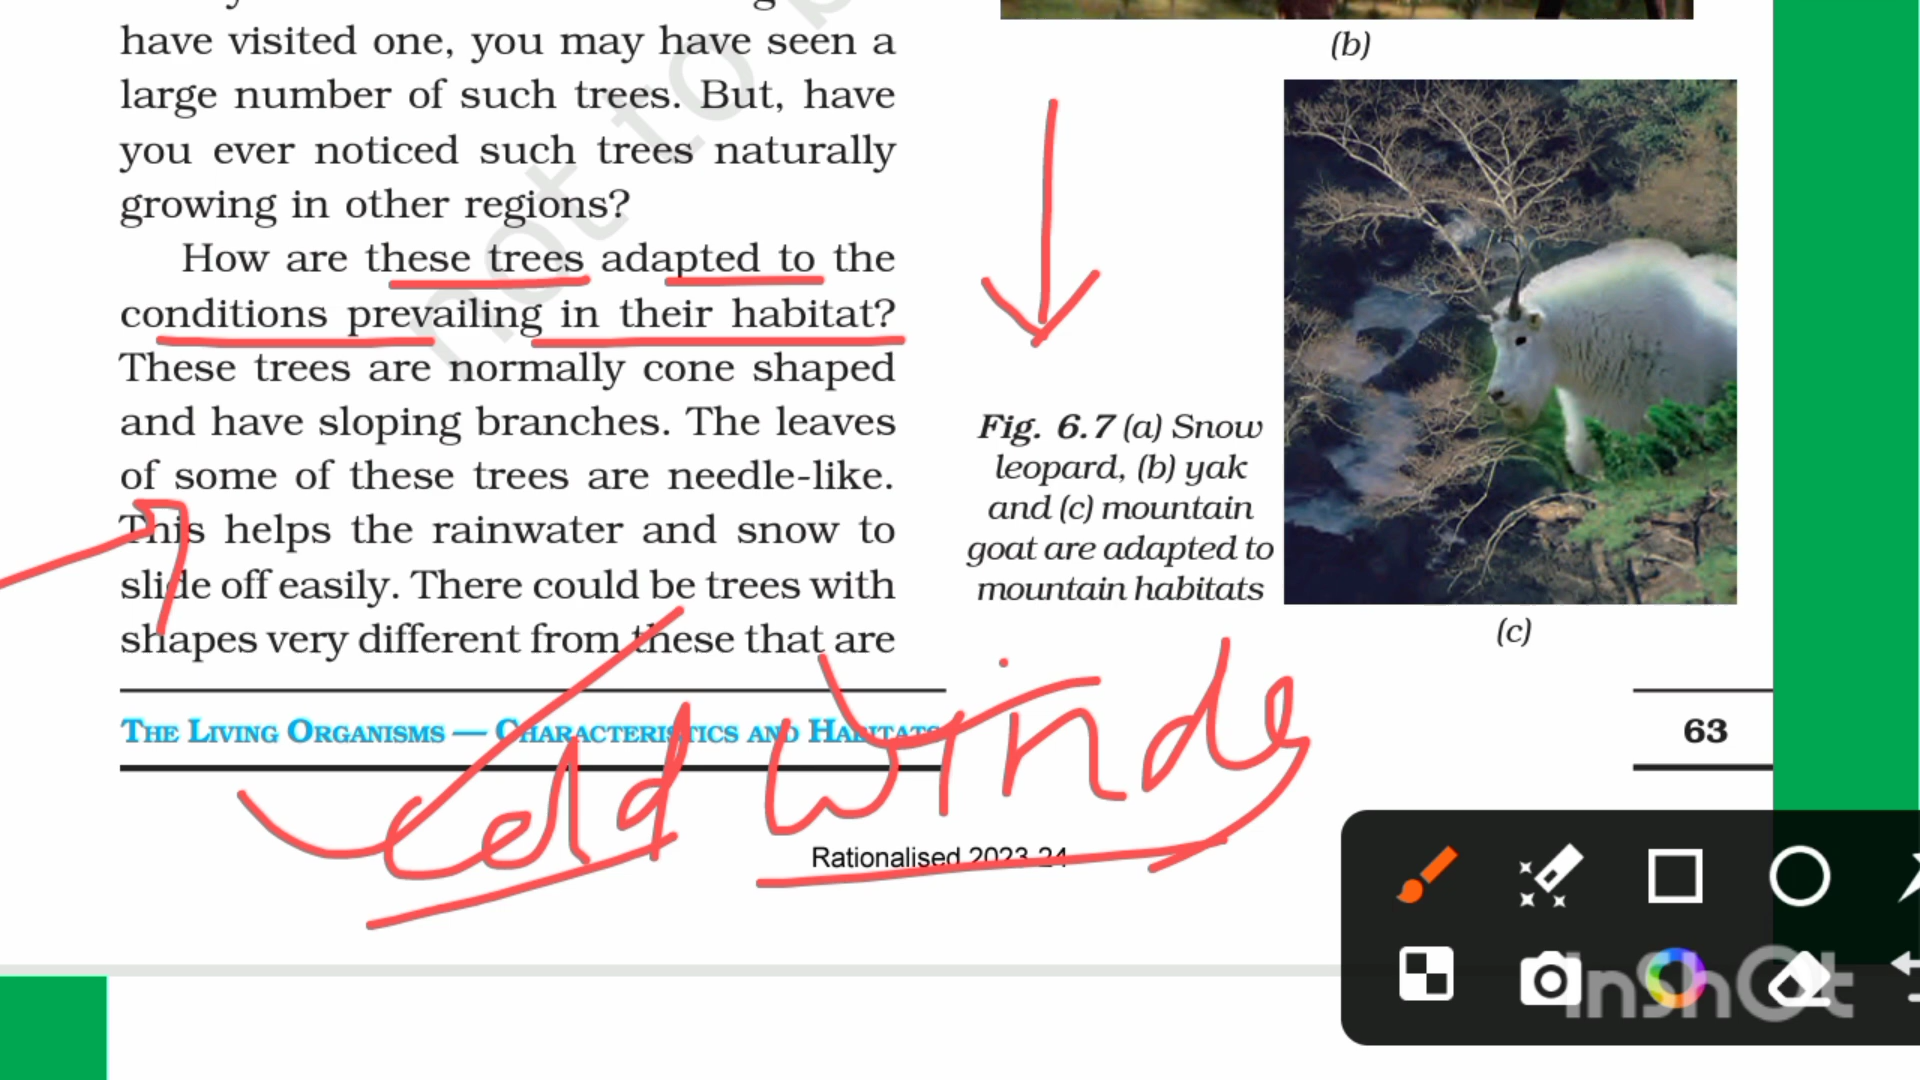 have visited one, you may have seen a
large number of such trees. But, have
you ever noticed such trees naturally
growing in other regions?
How are these trees adapted to the
conditions prevailing in their habitat?
These trees are normally cone shaped
and have sloping branches. The leaves
of some of these trees are needle-like.
This helps the rainwater and snow to
slide off easily. There could be trees with
shapes very different from these that are
(b)
Fig. 6.7 (a) Snow
leopard, (b) yak
and (c) mountain
goat are adapted to
mountain habitats
(c)
not to b
THE LIVING ORGANISMS — CHARACTERISTICS AND HABITATS
63
Cold winds
Rationalised 2023-24
InShOt